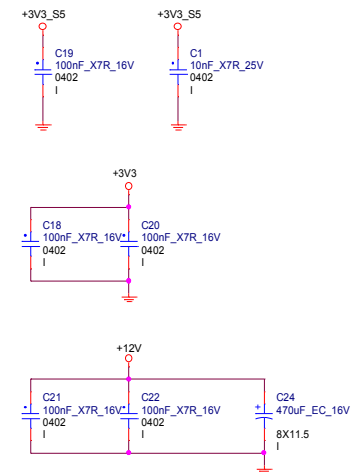 +3V3_S5
+3V3_S5
C19
100nF_X7R_16V
0402
I
C1
10nF_X7R_25V
0402
I
+3V3
C18
100nF_X7R_16V
0402
I
C20
100nF_X7R_16V
0402
I
+12V
C21
100nF_X7R_16V
0402
I
C22
100nF_X7R_16V
0402
I
C24
470uF_EC_16V
8X11.5
I